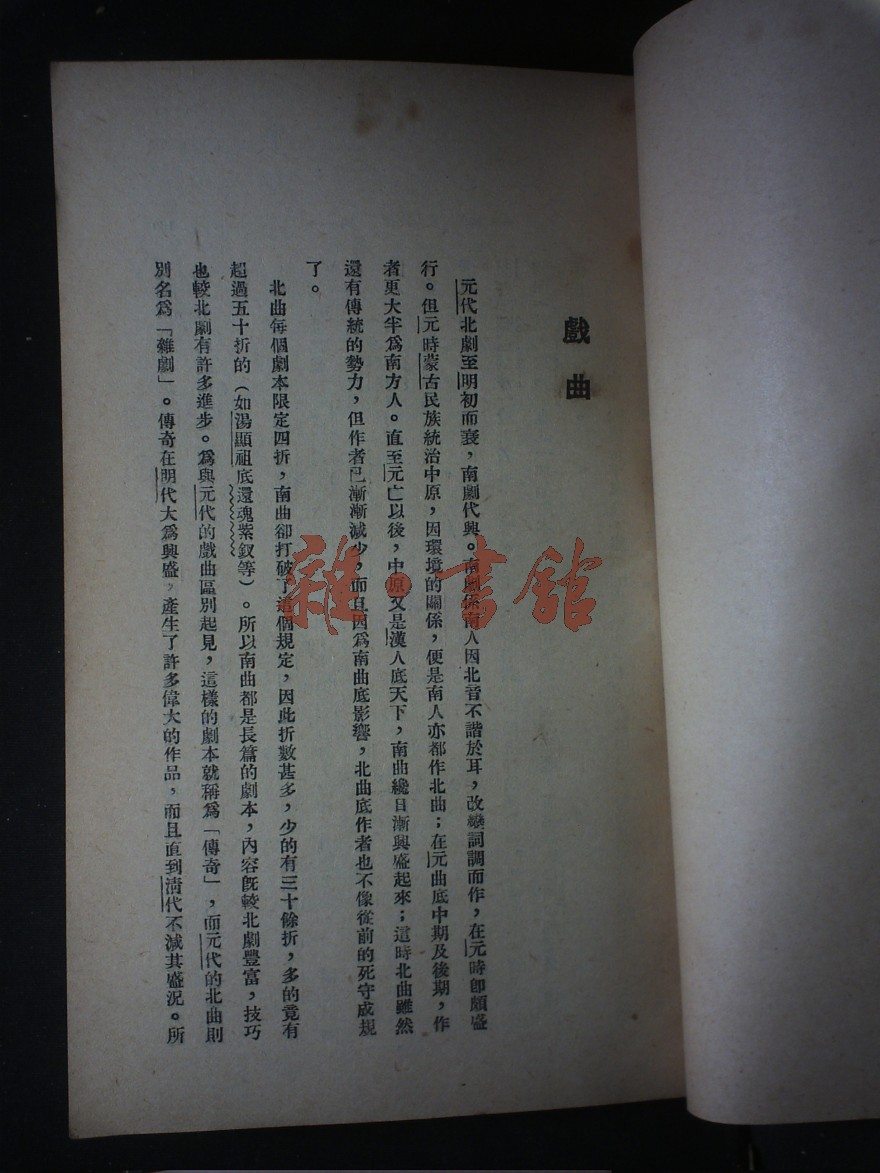 戲曲
元代北劇至明初而衰，南劇代興。南劇係南人因北音不諧於耳，改變詞調而作，在元時卽頗盛
行。但元時蒙古民族統治中原，因環境的關係，便是南人亦都作北曲；在元曲底中期及後期，作
者更大半爲南方人。直至元亡以後，中原又是漢人底天下，南曲纔日漸興盛起來；這時北曲雖然
還有傳統的勢力，但作者已漸漸減少，而且因爲南曲底影響，北曲底作者也不像從前的死守成規
了。
北曲每個劇本限定四折，南曲卻打破了這個規定，因此折數甚多，少的有三十餘折，多的竟有
超過五十折的（如湯顯祖底還魂紫釵等）。所以南曲都是長篇的劇本，內容旣較北劇豐富，技巧
也較北劇有許多進步。爲與元代的戲曲區別起見，這樣的劇本就稱爲「傳奇」，而元代的北曲則
別名爲「雜劇」。傳奇在明代大爲興盛，產生了許多偉大的作品，而且直到清代不減其盛況。所
雜·書館